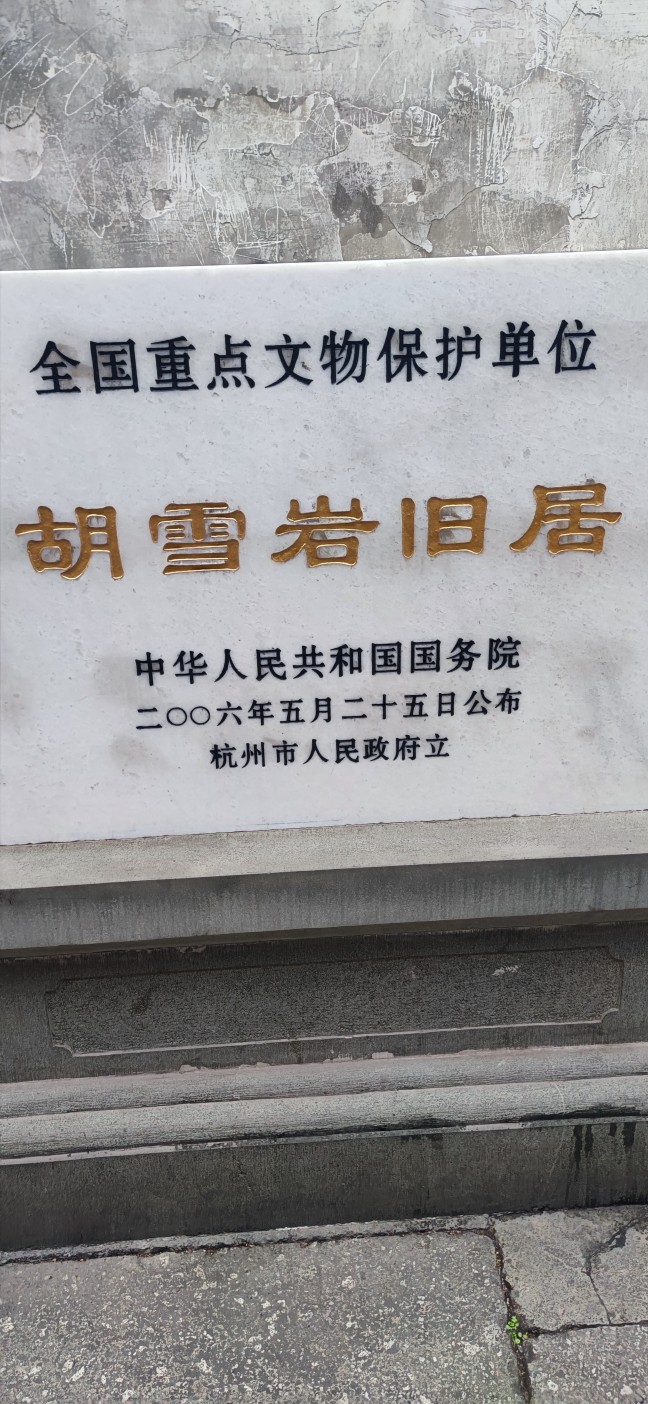 全国重点文物保护单位
胡雪岩旧居
中华人民共和国国务院
二〇〇六年五月二十五日公布
杭州市人民政府立